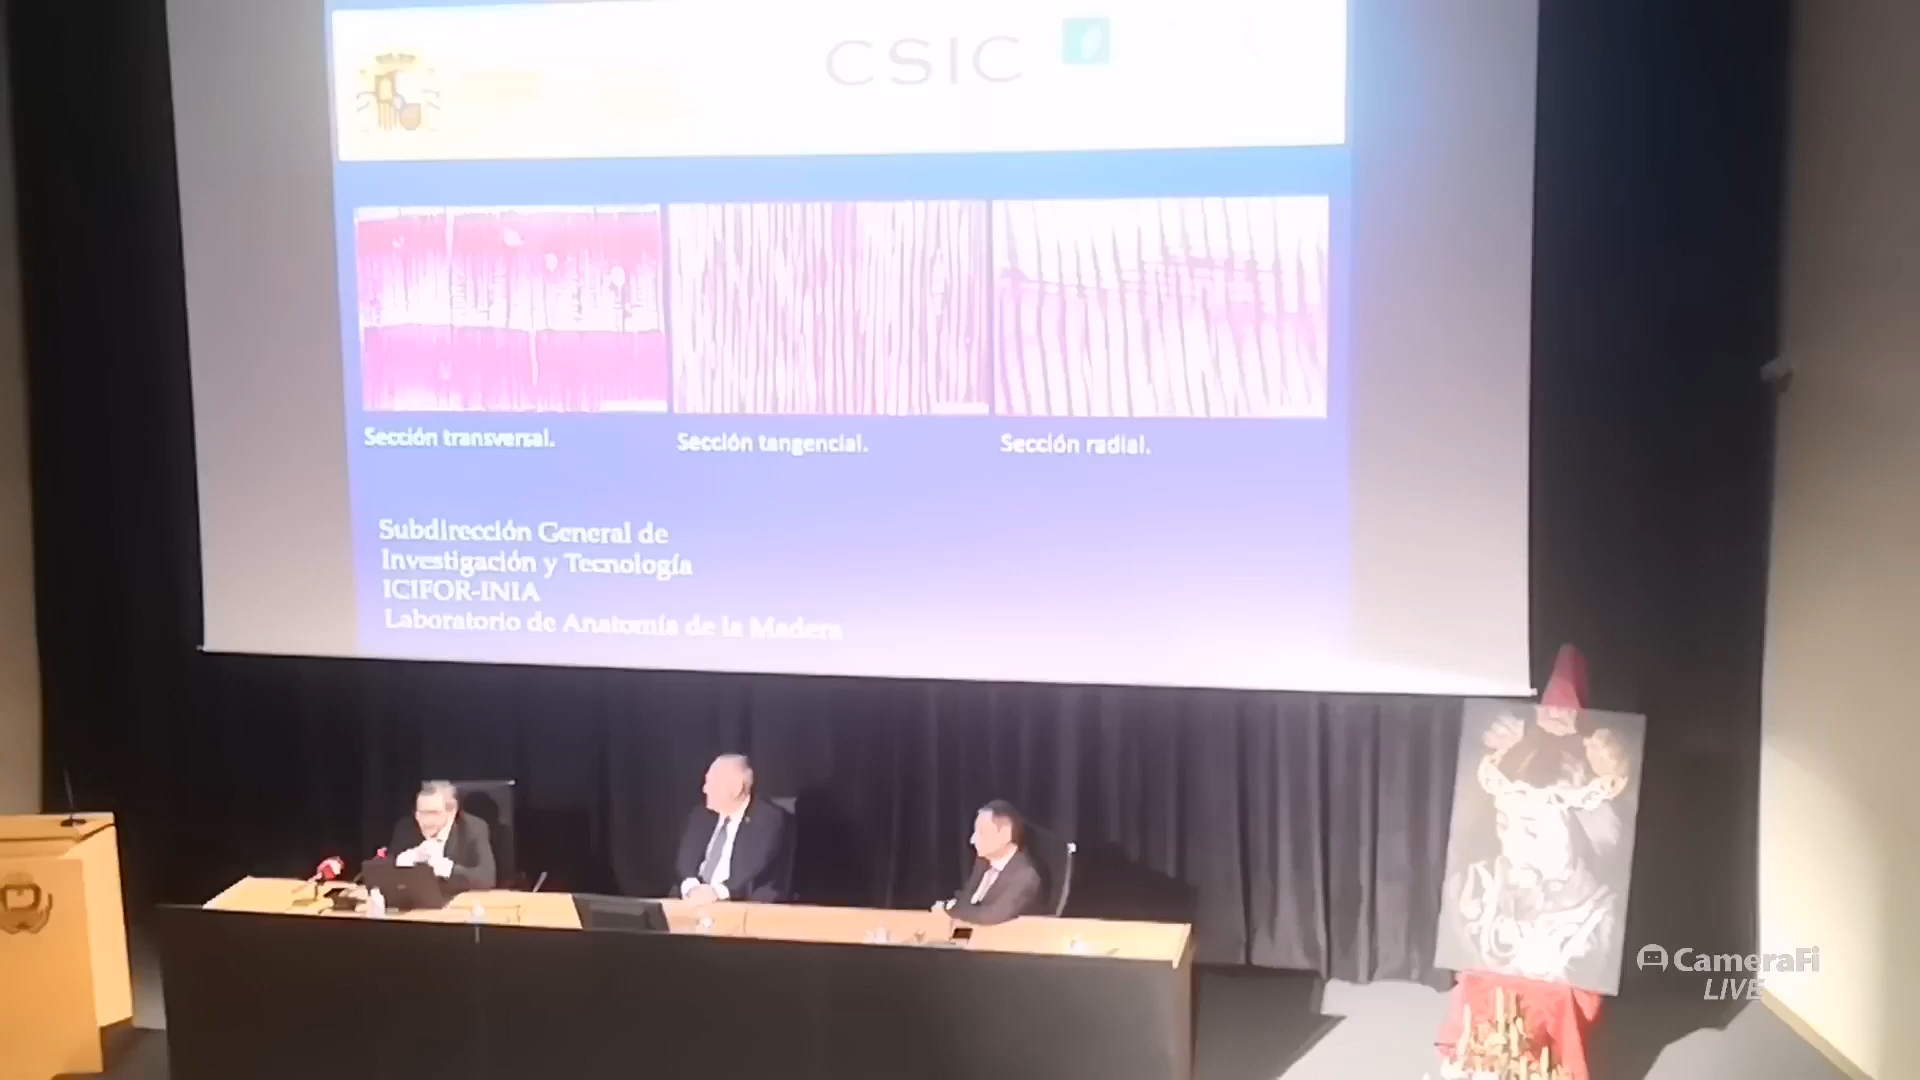 CSIC
Sección transversal.
Sección tangencial.
Sección radial.
Subdirección General de
Investigación y Tecnología
ICIFOR-INIA
Laboratorio de Anatomía de la Madera
CameraFi
LIVE